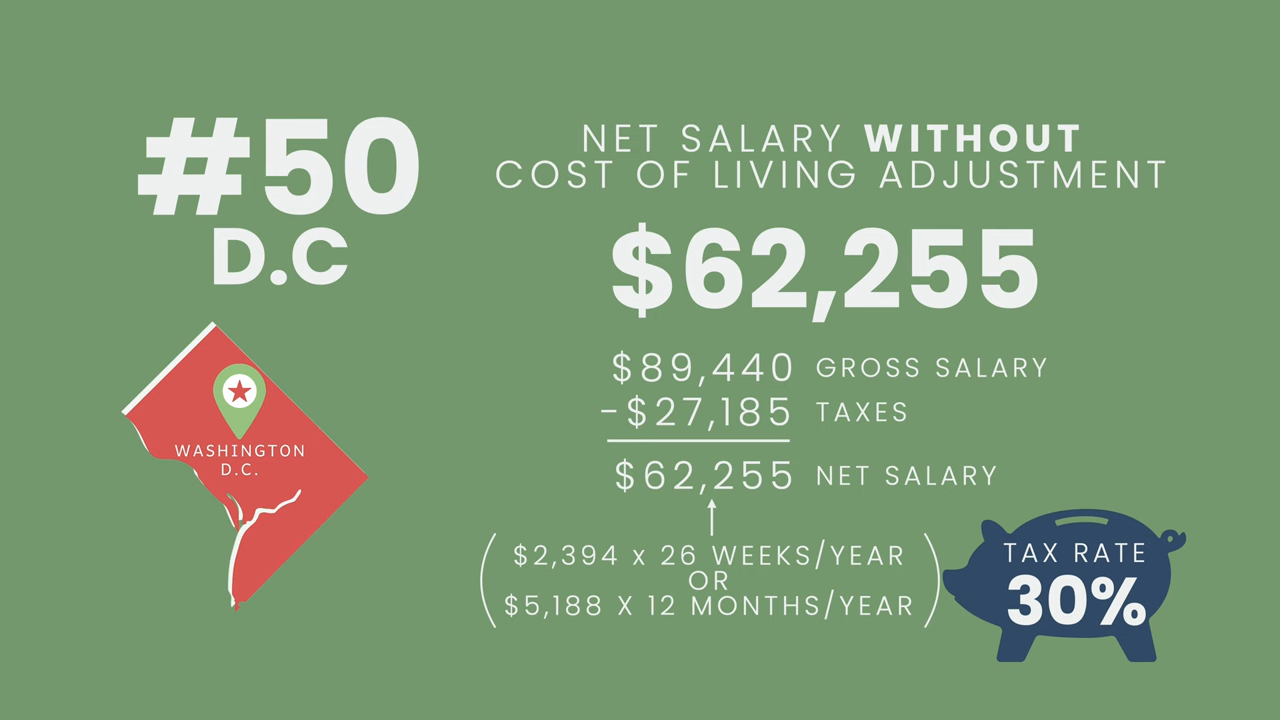 #50
D.C
WASHINGTON
D.C.
NET SALARY WITHOUT
COST OF LIVING ADJUSTMENT
$62,255
$89,440 GROSS SALARY
-$27,185 TAXES
$62,255 NET SALARY
($2,394 x 26 WEEKS/YEAR
OR
$5,188 X 12 MONTHS/YEAR)
TAX RATE
30%